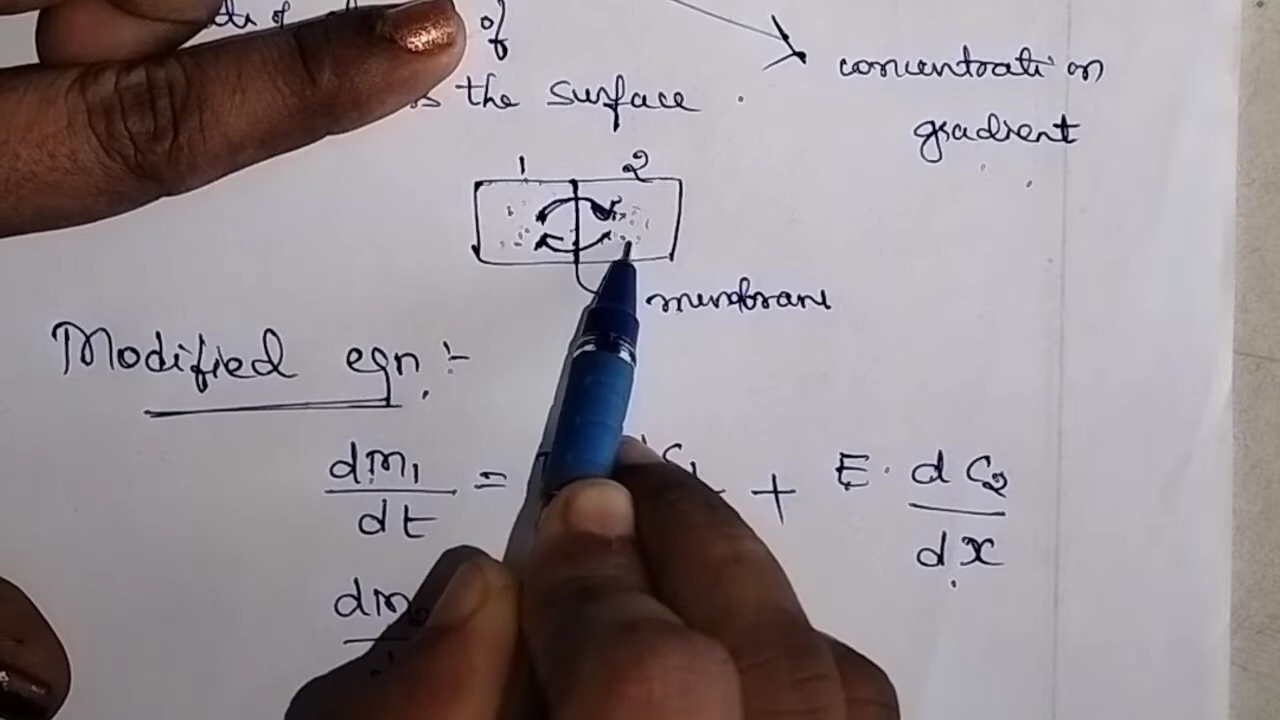 of
concentration
the surface .
gradient
1 2
membrane
Modified eqn :-
dm₁ = + E. dC₂
dt dx